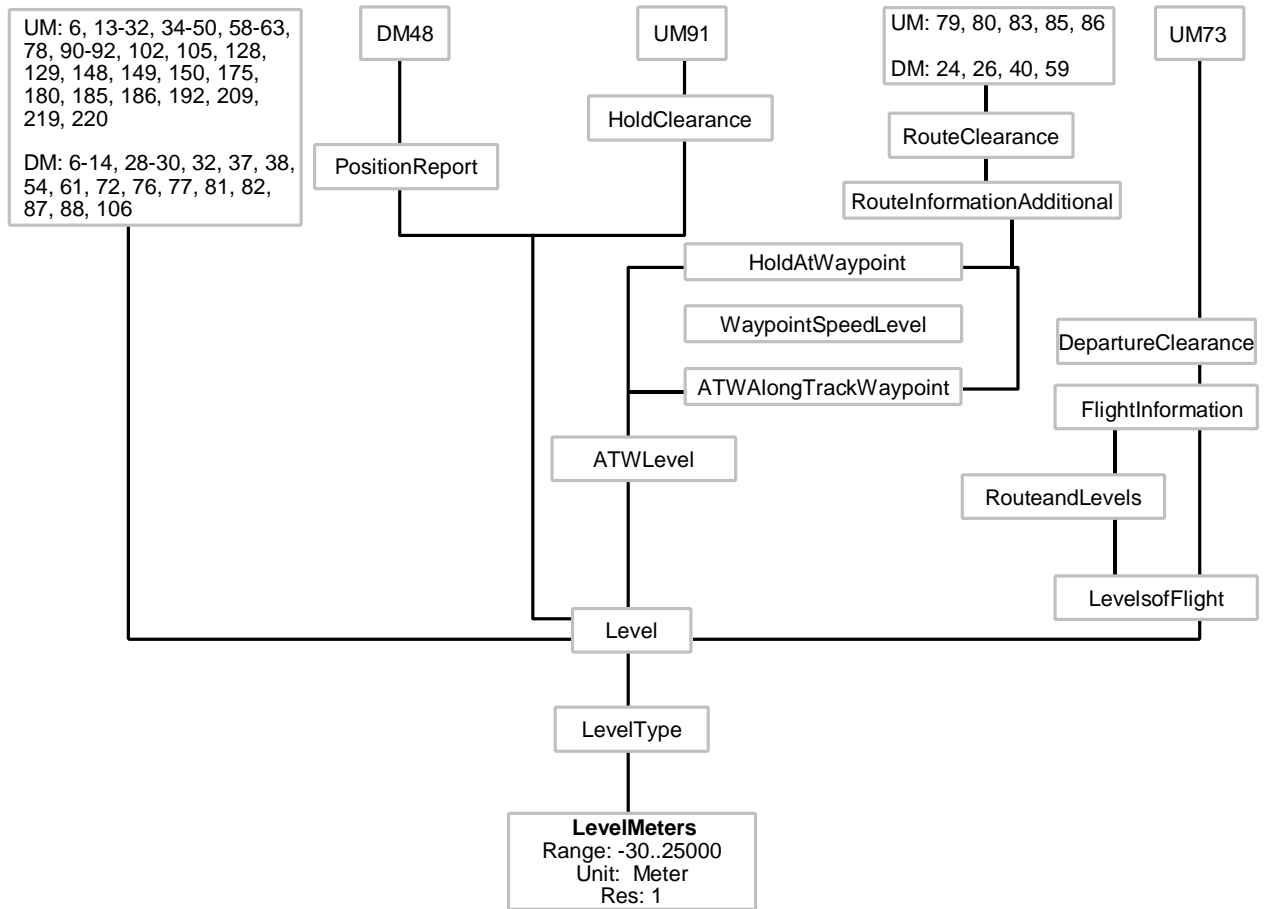 UM: 6, 13-32, 34-50, 58-63,
78, 90-92, 102, 105, 128,
129, 148, 149, 150, 175,
180, 185, 186, 192, 209,
219, 220
DM: 6-14, 28-30, 32, 37, 38,
54, 61, 72, 76, 77, 81, 82,
87, 88, 106
DM48
UM91
UM: 79, 80, 83, 85, 86
DM: 24, 26, 40, 59
UM73
HoldClearance
RouteClearance
PositionReport
RouteInformationAdditional
HoldAtWaypoint
WaypointSpeedLevel
DepartureClearance
ATWAlongTrackWaypoint
FlightInformation
ATWLevel
RouteandLevels
LevelsofFlight
Level
LevelType
LevelMeters
Range: -30..25000
Unit: Meter
Res: 1